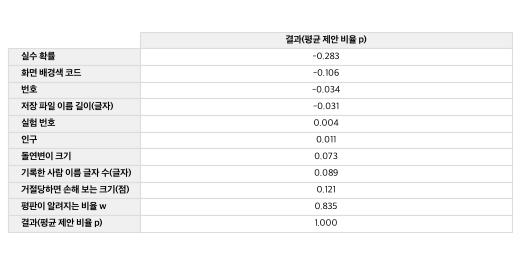 결과(평균 제안 비율 p)
실수 확률 -0.283
화면 배경색 코드 -0.106
번호 -0.034
저장 파일 이름 길이(글자) -0.031
실험 번호 0.004
인구 0.011
돌연변이 크기 0.073
기록한 사람 이름 글자 수(글자) 0.089
거절당하면 손해 보는 크기(점) 0.121
평판이 알려지는 비율 w 0.835
결과(평균 제안 비율 p) 1.000